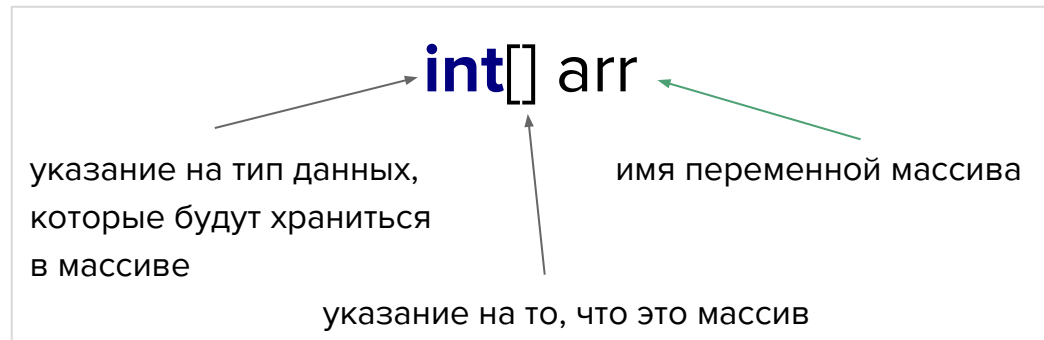 int[] arr
указание на тип данных,
которые будут храниться
в массиве
имя переменной массива
указание на то, что это массив